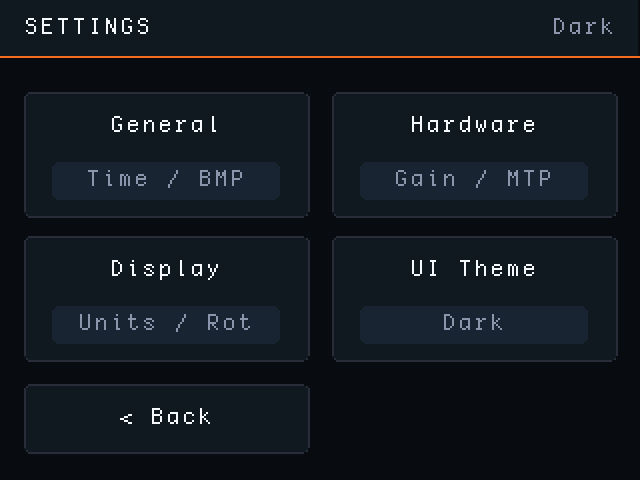 SETTINGS
Dark
General
Time / BMP
Hardware
Gain / MTP
Display
Units / Rot
UI Theme
Dark
< Back